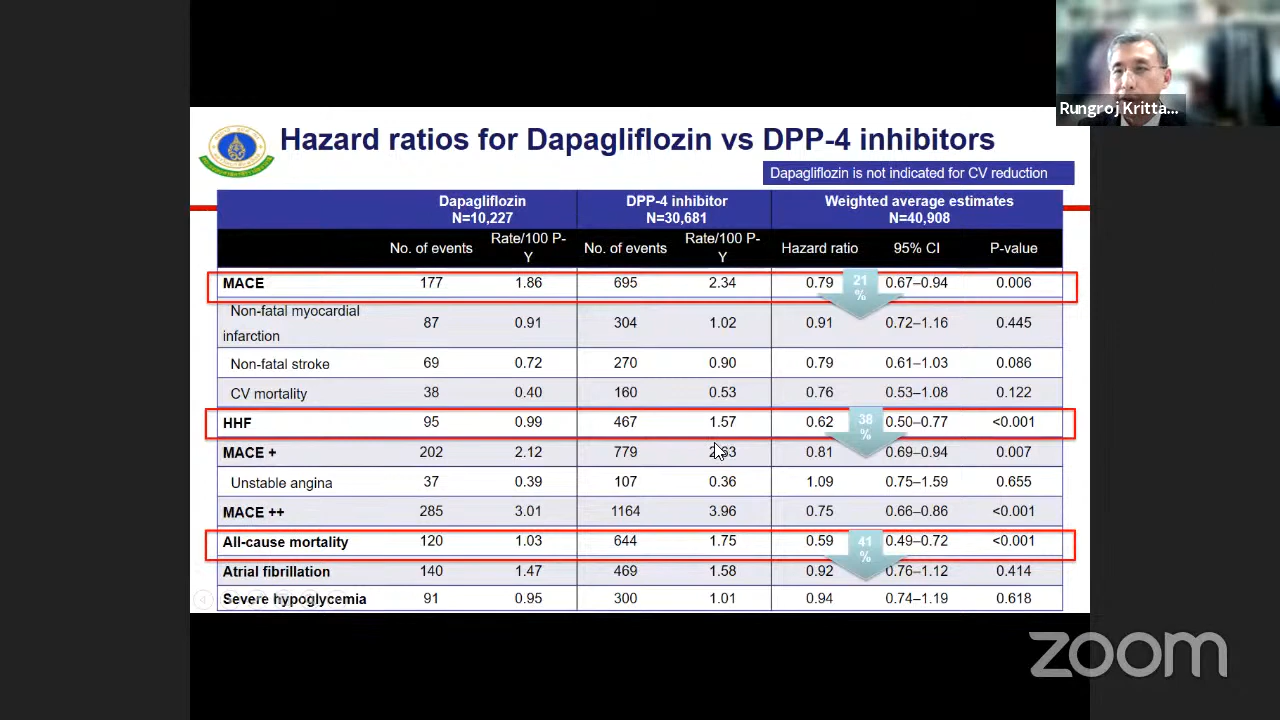 Rungroj Kritta...
Hazard ratios for Dapagliflozin vs DPP-4 inhibitors
Dapagliflozin is not indicated for CV reduction
Dapagliflozin N=10,227 DPP-4 inhibitor N=30,681 Weighted average estimates N=40,908
No. of events Rate/100 P-Y No. of events Rate/100 P-Y Hazard ratio 95% CI P-value
MACE 177 1.86 695 2.34 0.79 21 % 0.67–0.94 0.006
Non-fatal myocardial infarction 87 0.91 304 1.02 0.91 0.72–1.16 0.445
Non-fatal stroke 69 0.72 270 0.90 0.79 0.61–1.03 0.086
CV mortality 38 0.40 160 0.53 0.76 0.53–1.08 0.122
HHF 95 0.99 467 1.57 0.62 38 % 0.50–0.77 <0.001
MACE + 202 2.12 779 0.81 0.69–0.94 0.007
Unstable angina 37 0.39 107 0.36 1.09 0.75–1.59 0.655
MACE ++ 285 3.01 1164 3.96 0.75 0.66–0.86 <0.001
All-cause mortality 120 1.03 644 1.75 0.59 41 % 0.49–0.72 <0.001
Atrial fibrillation 140 1.47 469 1.58 0.92 0.76–1.12 0.414
Severe hypoglycemia 91 0.95 300 1.01 0.94 0.74–1.19 0.618
zoom